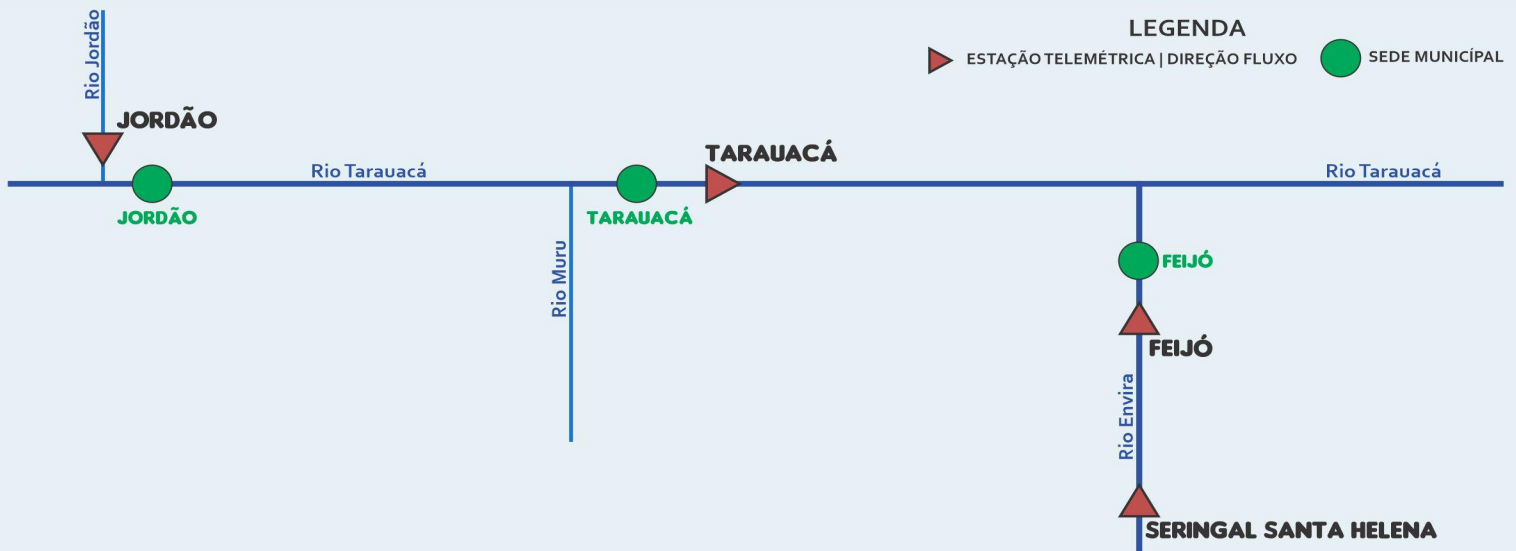 LEGENDA
ESTAÇÃO TELEMÉTRICA | DIREÇÃO FLUXO
SEDE MUNICÍPAL
Rio Jordão
JORDÃO
JORDÃO
Rio Tarauacá
TARAUACÁ
TARAUACÁ
Rio Tarauacá
Rio Muru
FEIJÓ
FEIJÓ
Rio Envira
SERINGAL SANTA HELENA